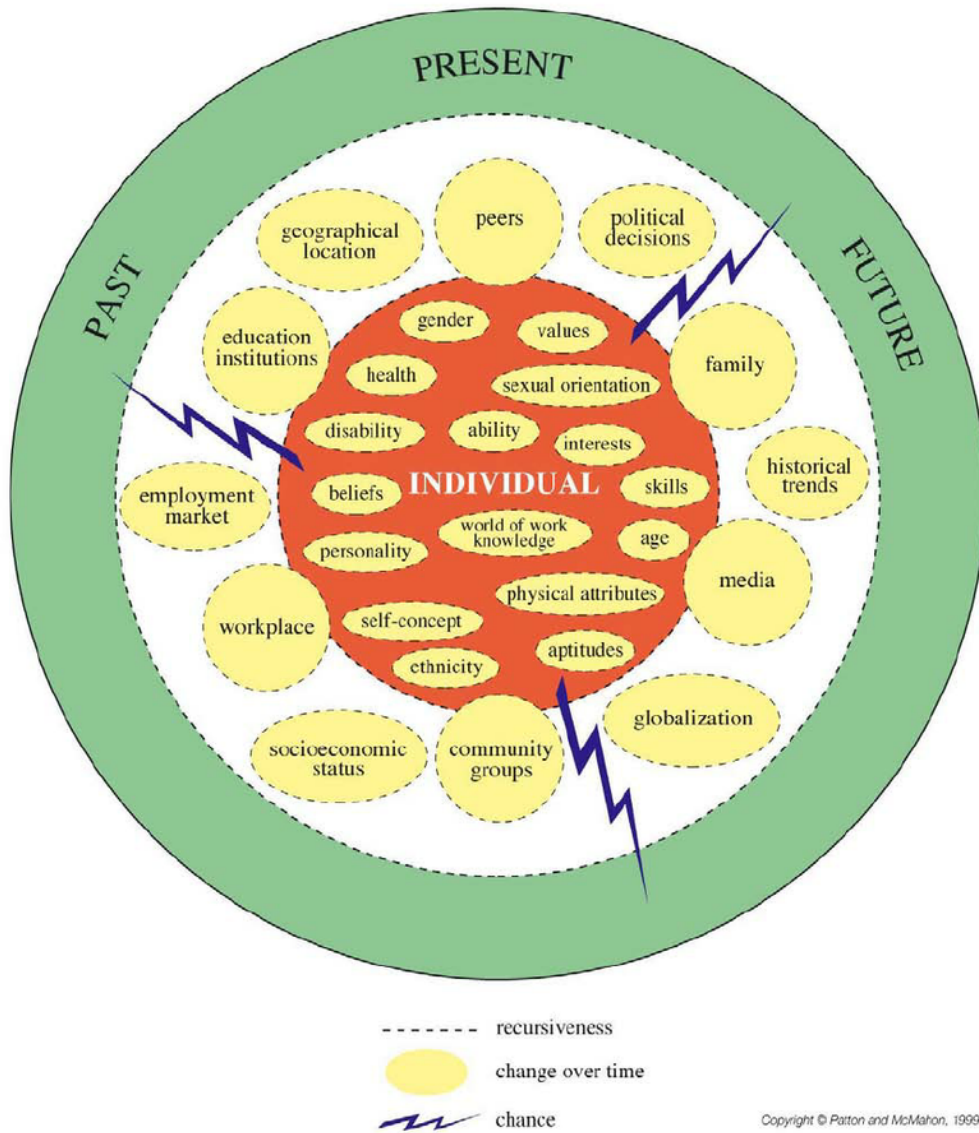 PRESENT
PAST
FUTURE
peers
political
decisions
geographical
location
education
institutions
family
historical
trends
employment
market
media
workplace
globalization
socioeconomic
status
community
groups
gender
values
health
sexual orientation
disability
ability
interests
beliefs
INDIVIDUAL
skills
world of work
knowledge
age
personality
physical attributes
self-concept
aptitudes
ethnicity
recursiveness
change over time
chance
Copyright © Patton and McMahon, 1999